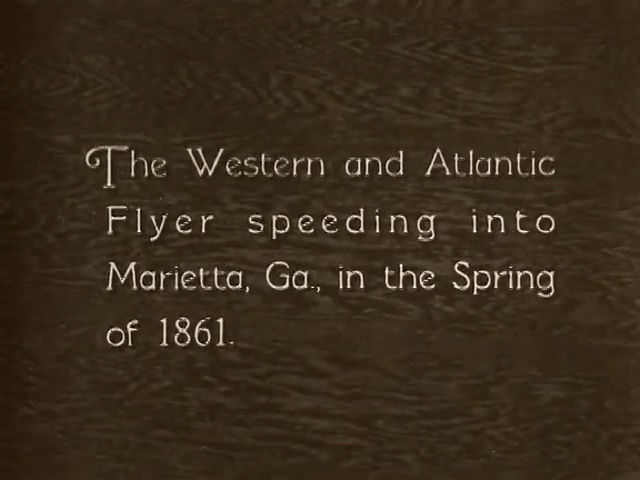 The Western and Atlantic
Flyer speeding into
Marietta, Ga., in the Spring
of 1861.